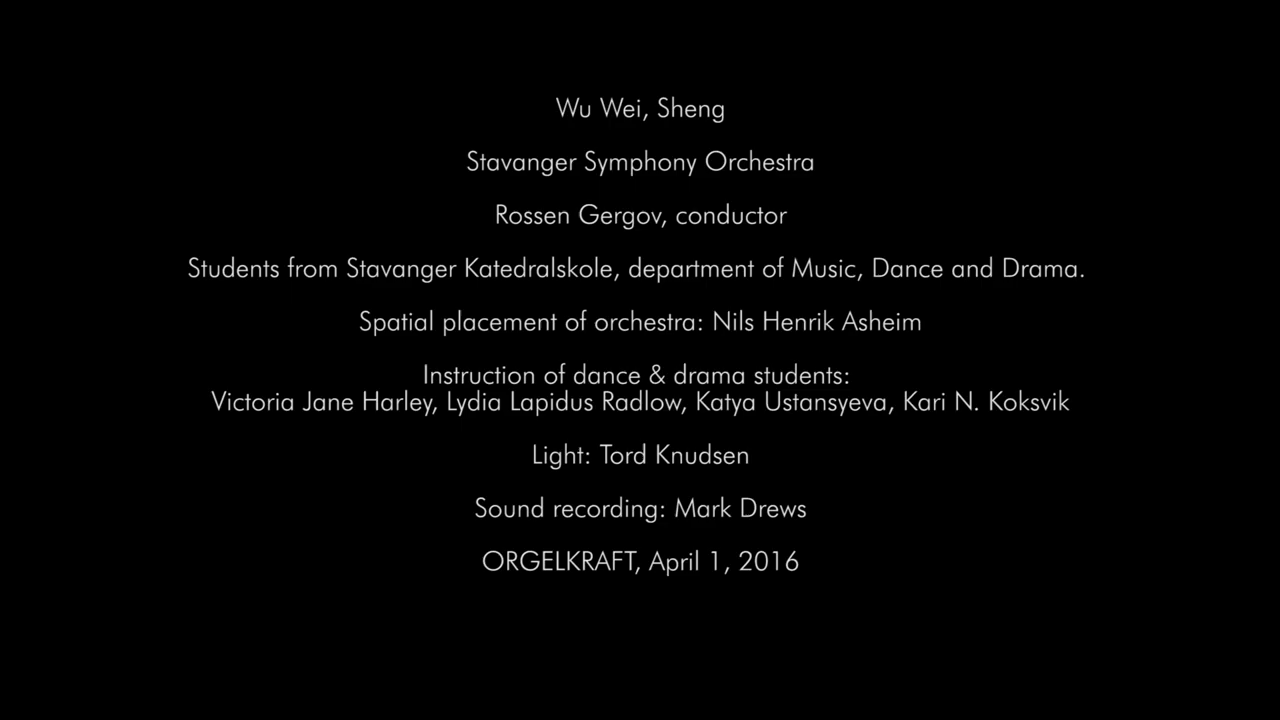 Wu Wei, Sheng
Stavanger Symphony Orchestra
Rossen Gergov, conductor
Students from Stavanger Katedralskole, department of Music, Dance and Drama.
Spatial placement of orchestra: Nils Henrik Asheim
Instruction of dance & drama students:
Victoria Jane Harley, Lydia Lapidus Radlow, Katya Ustansyeva, Kari N. Koksvik
Light: Tord Knudsen
Sound recording: Mark Drews
ORGELKRAFT, April 1, 2016